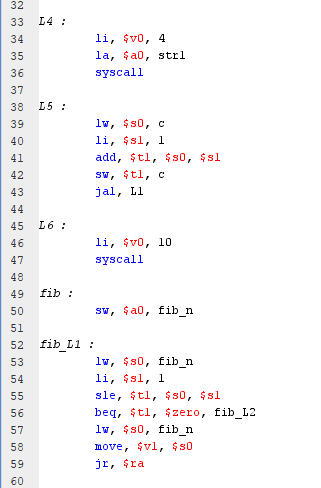 32
33 L4 :
34 li, $v0, 4
35 la, $a0, str1
36 syscall
37
38 L5 :
39 lw, $s0, c
40 li, $s1, 1
41 add, $t1, $s0, $s1
42 sw, $t1, c
43 jal, L1
44
45 L6 :
46 li, $v0, 10
47 syscall
48
49 fib :
50 sw, $a0, fib_n
51
52 fib_L1 :
53 lw, $s0, fib_n
54 li, $s1, 1
55 sle, $t1, $s0, $s1
56 beq, $t1, $zero, fib_L2
57 lw, $s0, fib_n
58 move, $v1, $s0
59 jr, $ra
60